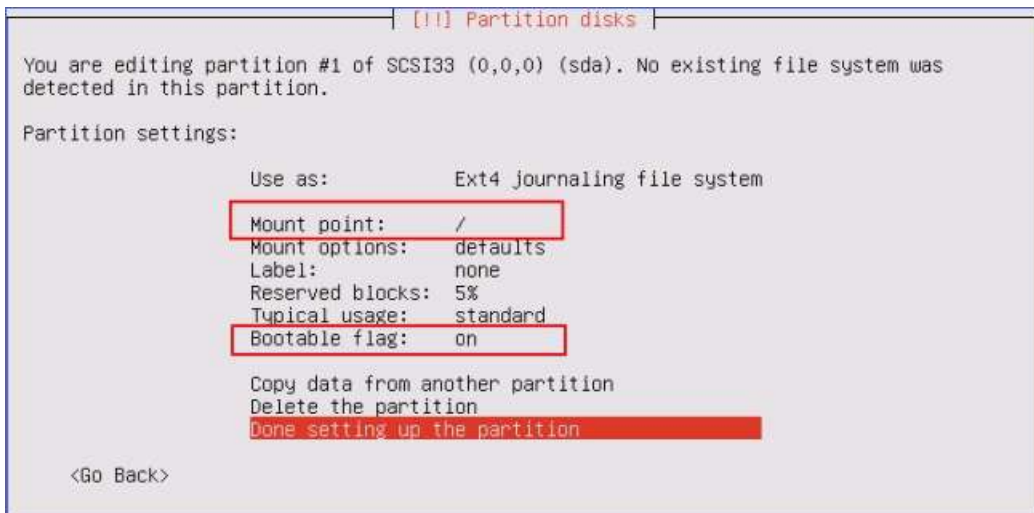 [!!] Partition disks
You are editing partition #1 of SCSI33 (0,0,0) (sda). No existing file system was
detected in this partition.
Partition settings:
Use as: Ext4 journaling file system
Mount point: /
Mount options: defaults
Label: none
Reserved blocks: 5%
Typical usage: standard
Bootable flag: on
Copy data from another partition
Delete the partition
Done setting up the partition
<Go Back>